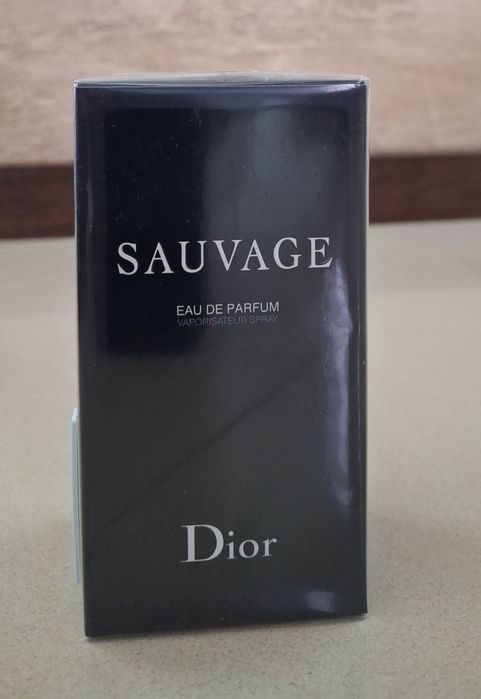 SAUVAGE
EAU DE PARFUM
VAPORISATEUR SPRAY
Dior